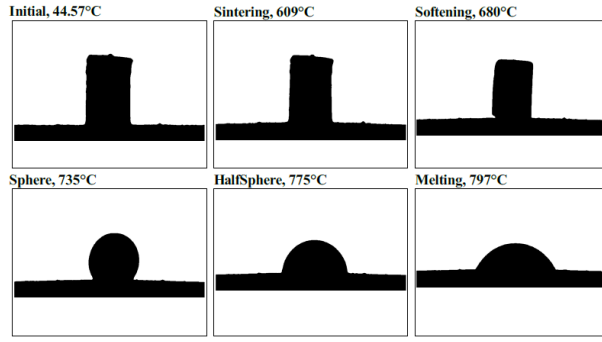 Initial, 44.57°C
Sintering, 609°C
Softening, 680°C
Sphere, 735°C
HalfSphere, 775°C
Melting, 797°C